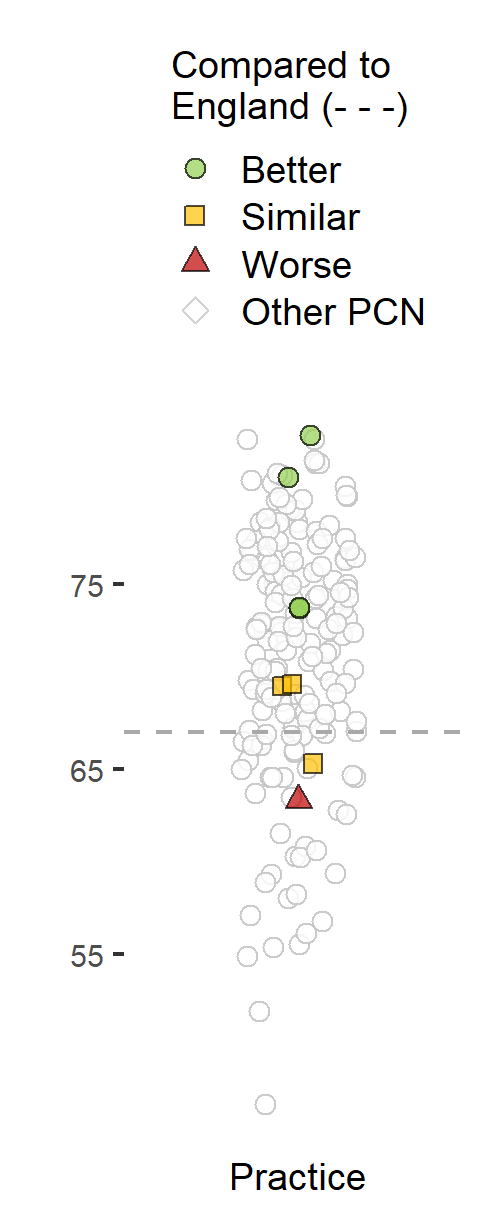 Compared to
England (- - -)
Better
Similar
Worse
Other PCN
75
65
55
Practice